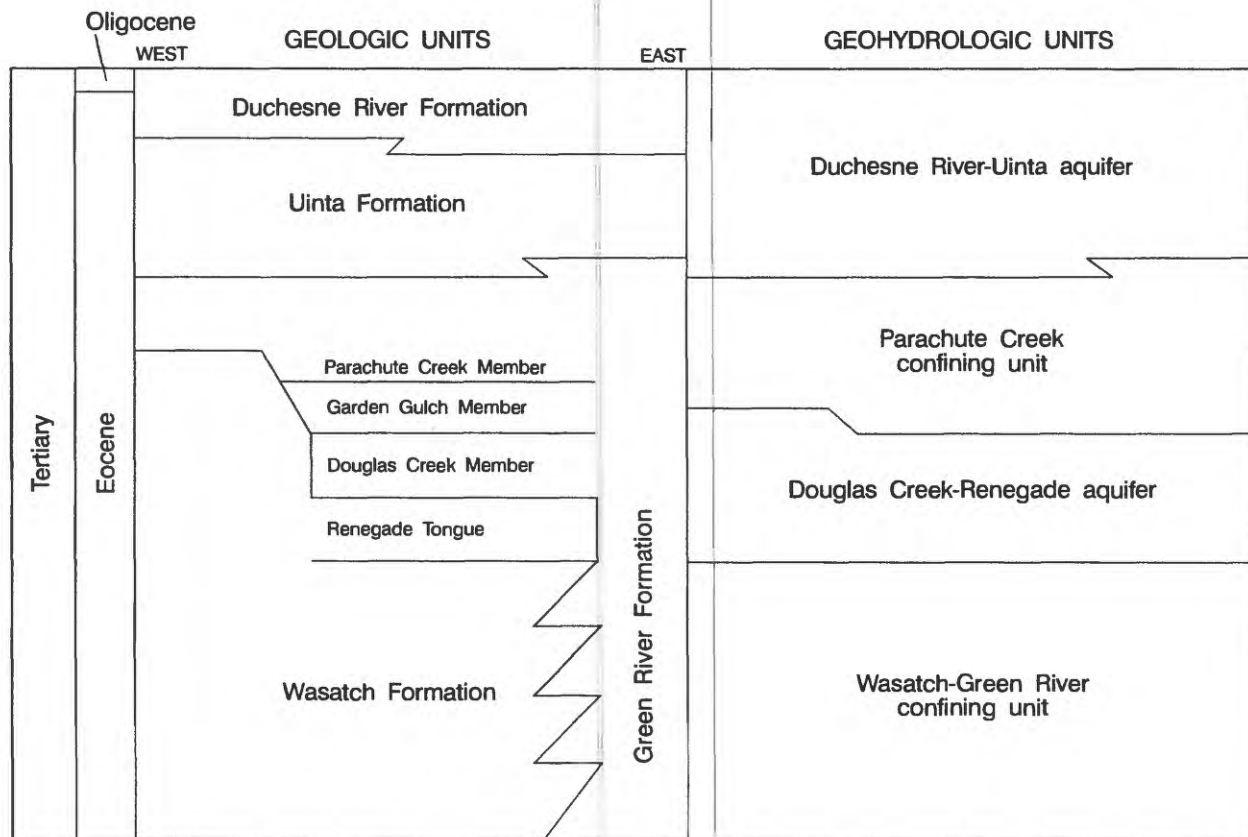 Oligocene
WEST
GEOLOGIC UNITS
EAST
GEOHYDROLOGIC UNITS
Tertiary
Eocene
Duchesne River Formation
Uinta Formation
Parachute Creek Member
Garden Gulch Member
Douglas Creek Member
Renegade Tongue
Wasatch Formation
Green River Formation
Duchesne River-Uinta aquifer
Parachute Creek
confining unit
Douglas Creek-Renegade aquifer
Wasatch-Green River
confining unit